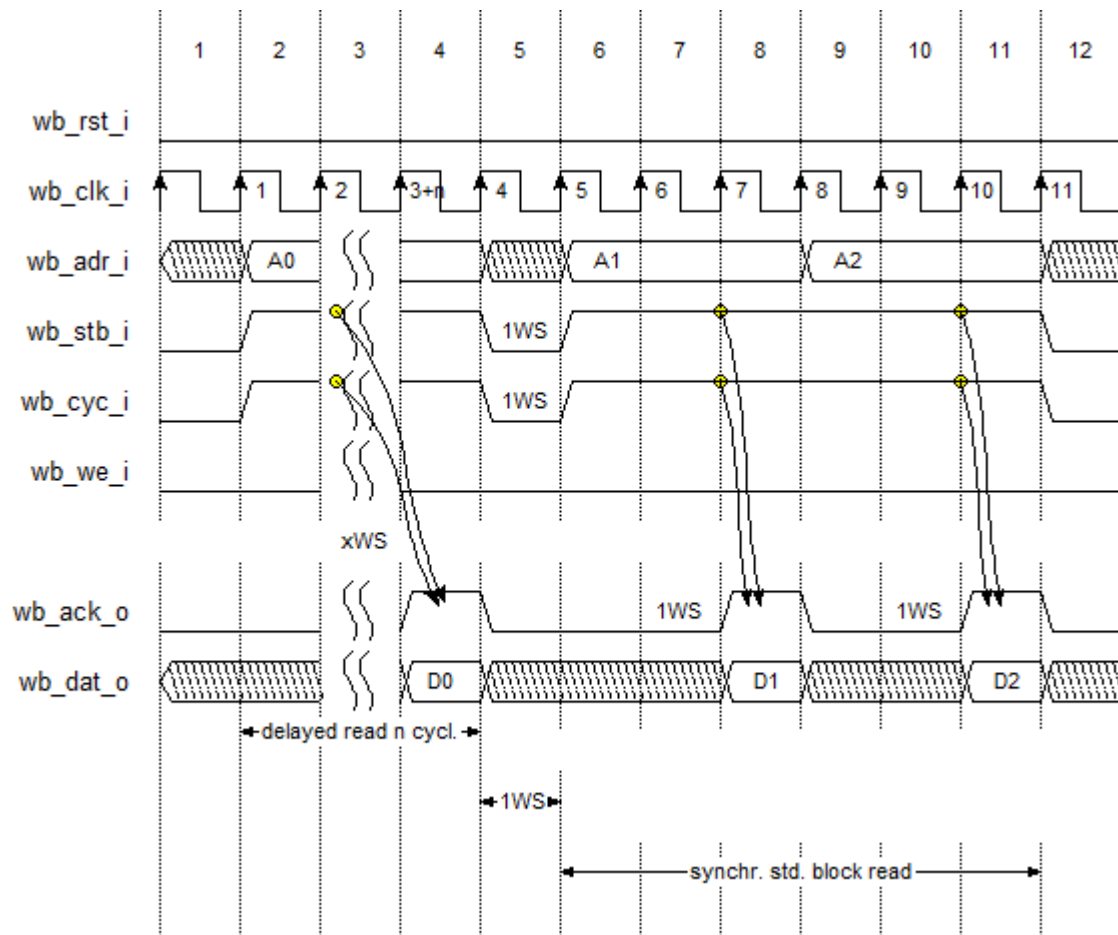 1 2 3 4 5 6 7 8 9 10 11 12
wb_rst_i
wb_clk_i 1 2 3+n 4 5 6 7 8 9 10 11
wb_adr_i A0 A1 A2
wb_stb_i 1WS
wb_cyc_i 1WS
wb_we_i
xWS
wb_ack_o 1WS 1WS
wb_dat_o D0 D1 D2
delayed read n cycl.
1WS
synchr. std. block read